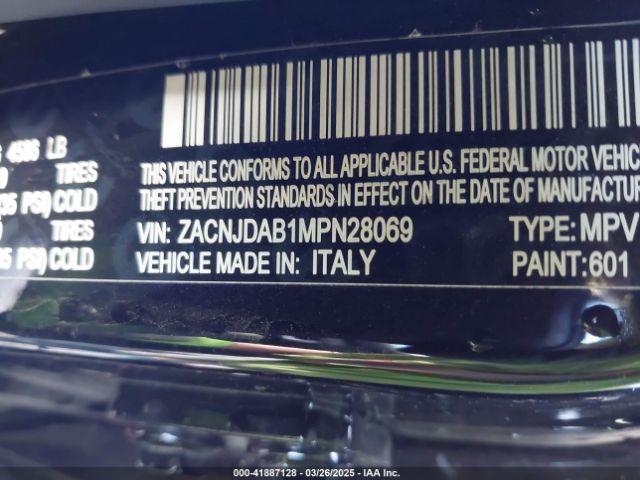 4586 LB
TIRES
PSI) COLD
TIRES
PSI) COLD
THIS VEHICLE CONFORMS TO ALL APPLICABLE U.S. FEDERAL MOTOR VEHIC
THEFT PREVENTION STANDARDS IN EFFECT ON THE DATE OF MANUFACTUR
VIN: ZACNJDAB1MPN28069 TYPE: MPV
VEHICLE MADE IN: ITALY PAINT:601
000-41887128 - 03/26/2025 - IAA Inc.